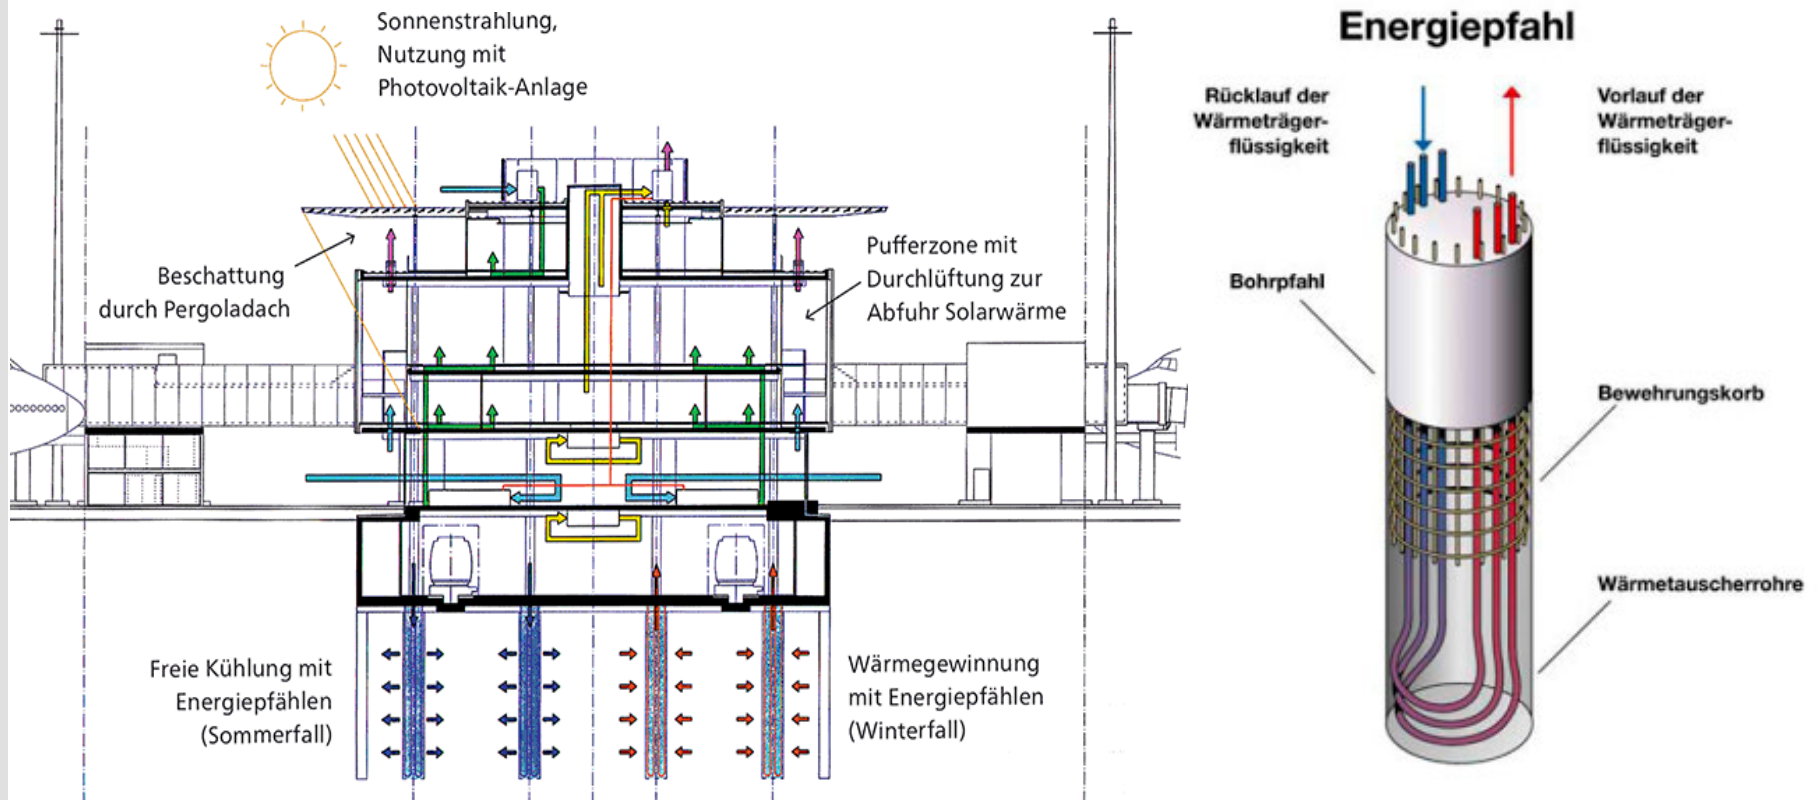 Sonnenstrahlung,
Nutzung mit
Photovoltaik-Anlage
Beschattung
durch Pergoladach
Pufferzone mit
Durchlüftung zur
Abfuhr Solarwärme
Freie Kühlung mit
Energiepfählen
(Sommerfall)
Wärmegewinnung
mit Energiepfählen
(Winterfall)
Energiepfahl
Rücklauf der
Wärmeträger-
flüssigkeit
Vorlauf der
Wärmeträger-
flüssigkeit
Bohrpfahl
Bewehrungskorb
Wärmetauscherrohre